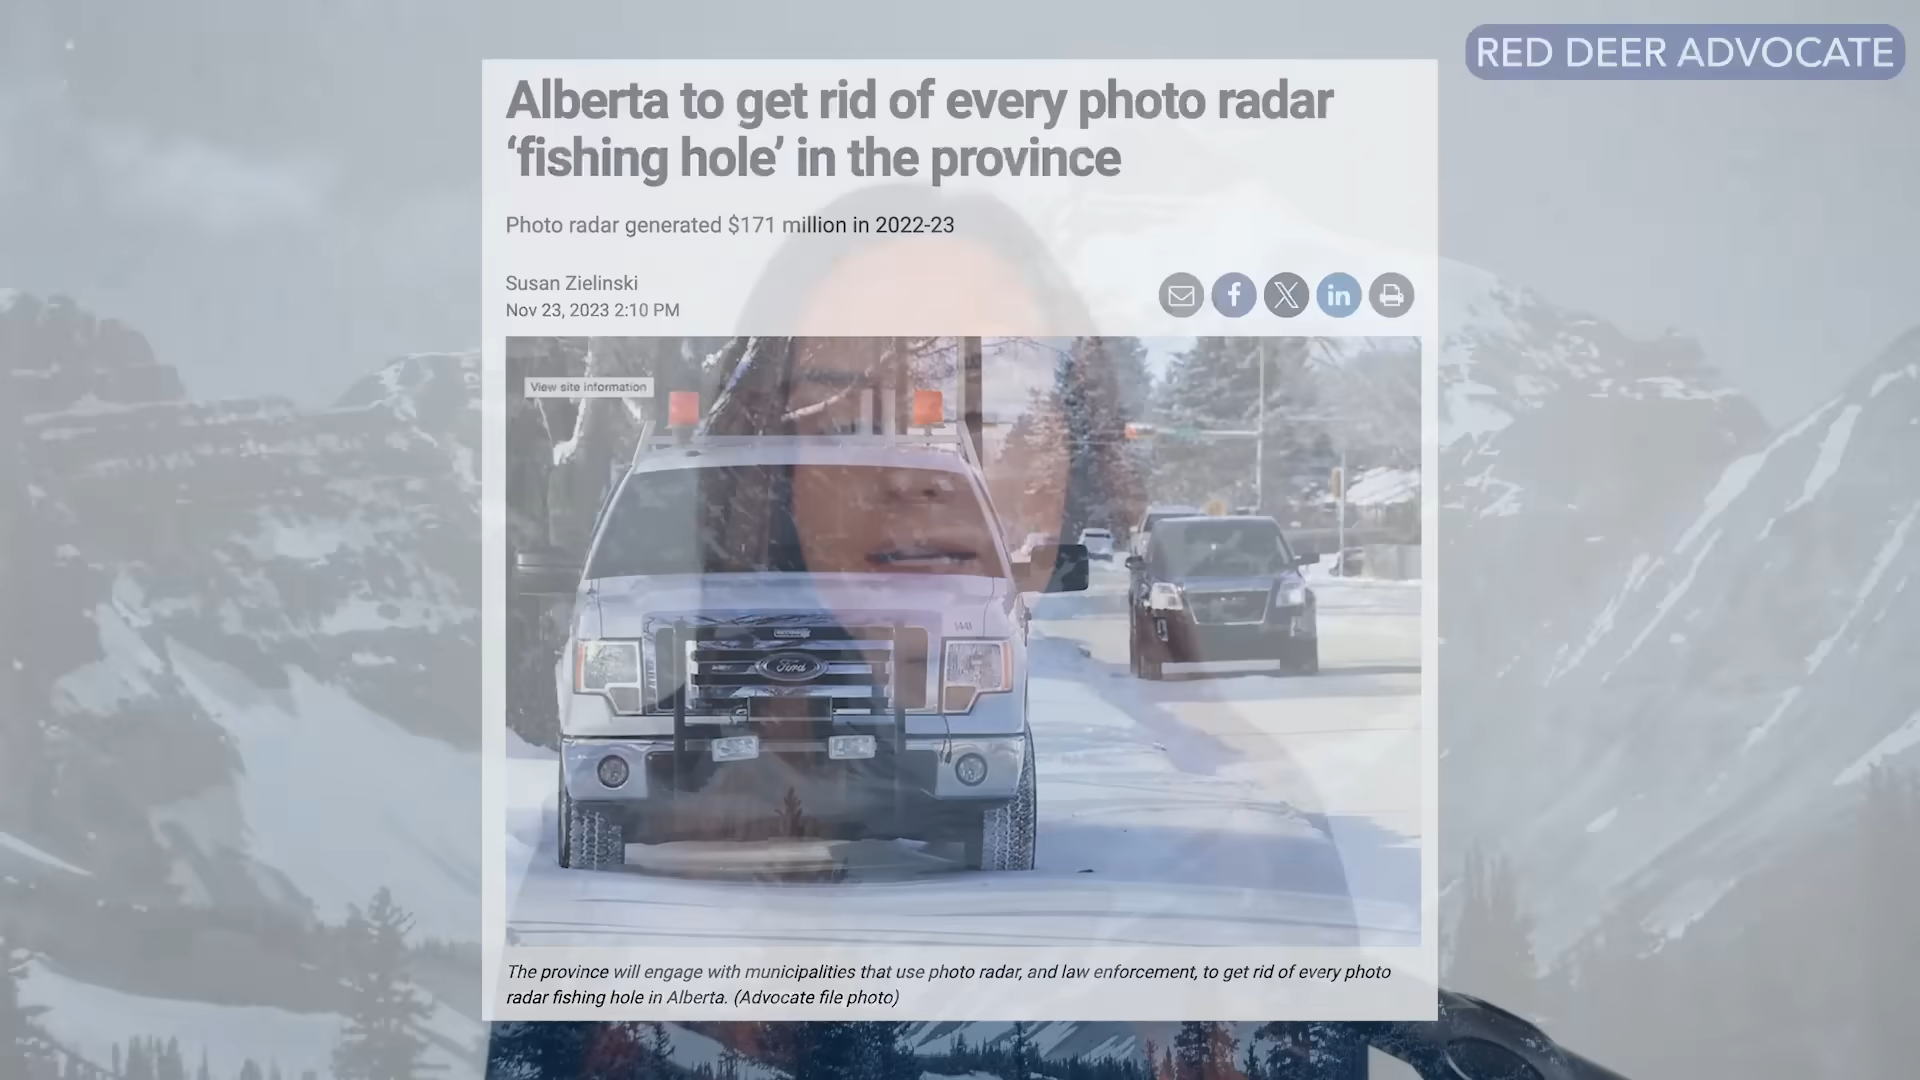 RED DEER ADVOCATE
Alberta to get rid of every photo radar
‘fishing hole’ in the province
Photo radar generated $171 million in 2022-23
Susan Zielinski
Nov 23, 2023 2:10 PM
View site information
Ford
The province will engage with municipalities that use photo radar, and law enforcement, to get rid of every photo
radar fishing hole in Alberta. (Advocate file photo)